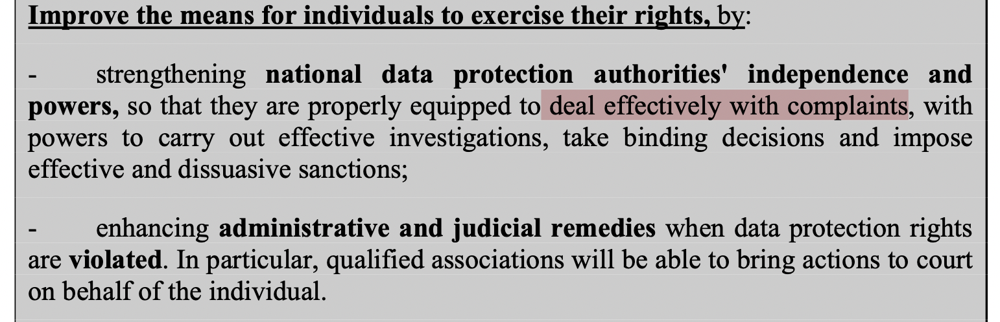 Improve the means for individuals to exercise their rights, by:
- strengthening national data protection authorities' independence and
powers, so that they are properly equipped to deal effectively with complaints, with
powers to carry out effective investigations, take binding decisions and impose
effective and dissuasive sanctions;
- enhancing administrative and judicial remedies when data protection rights
are violated. In particular, qualified associations will be able to bring actions to court
on behalf of the individual.